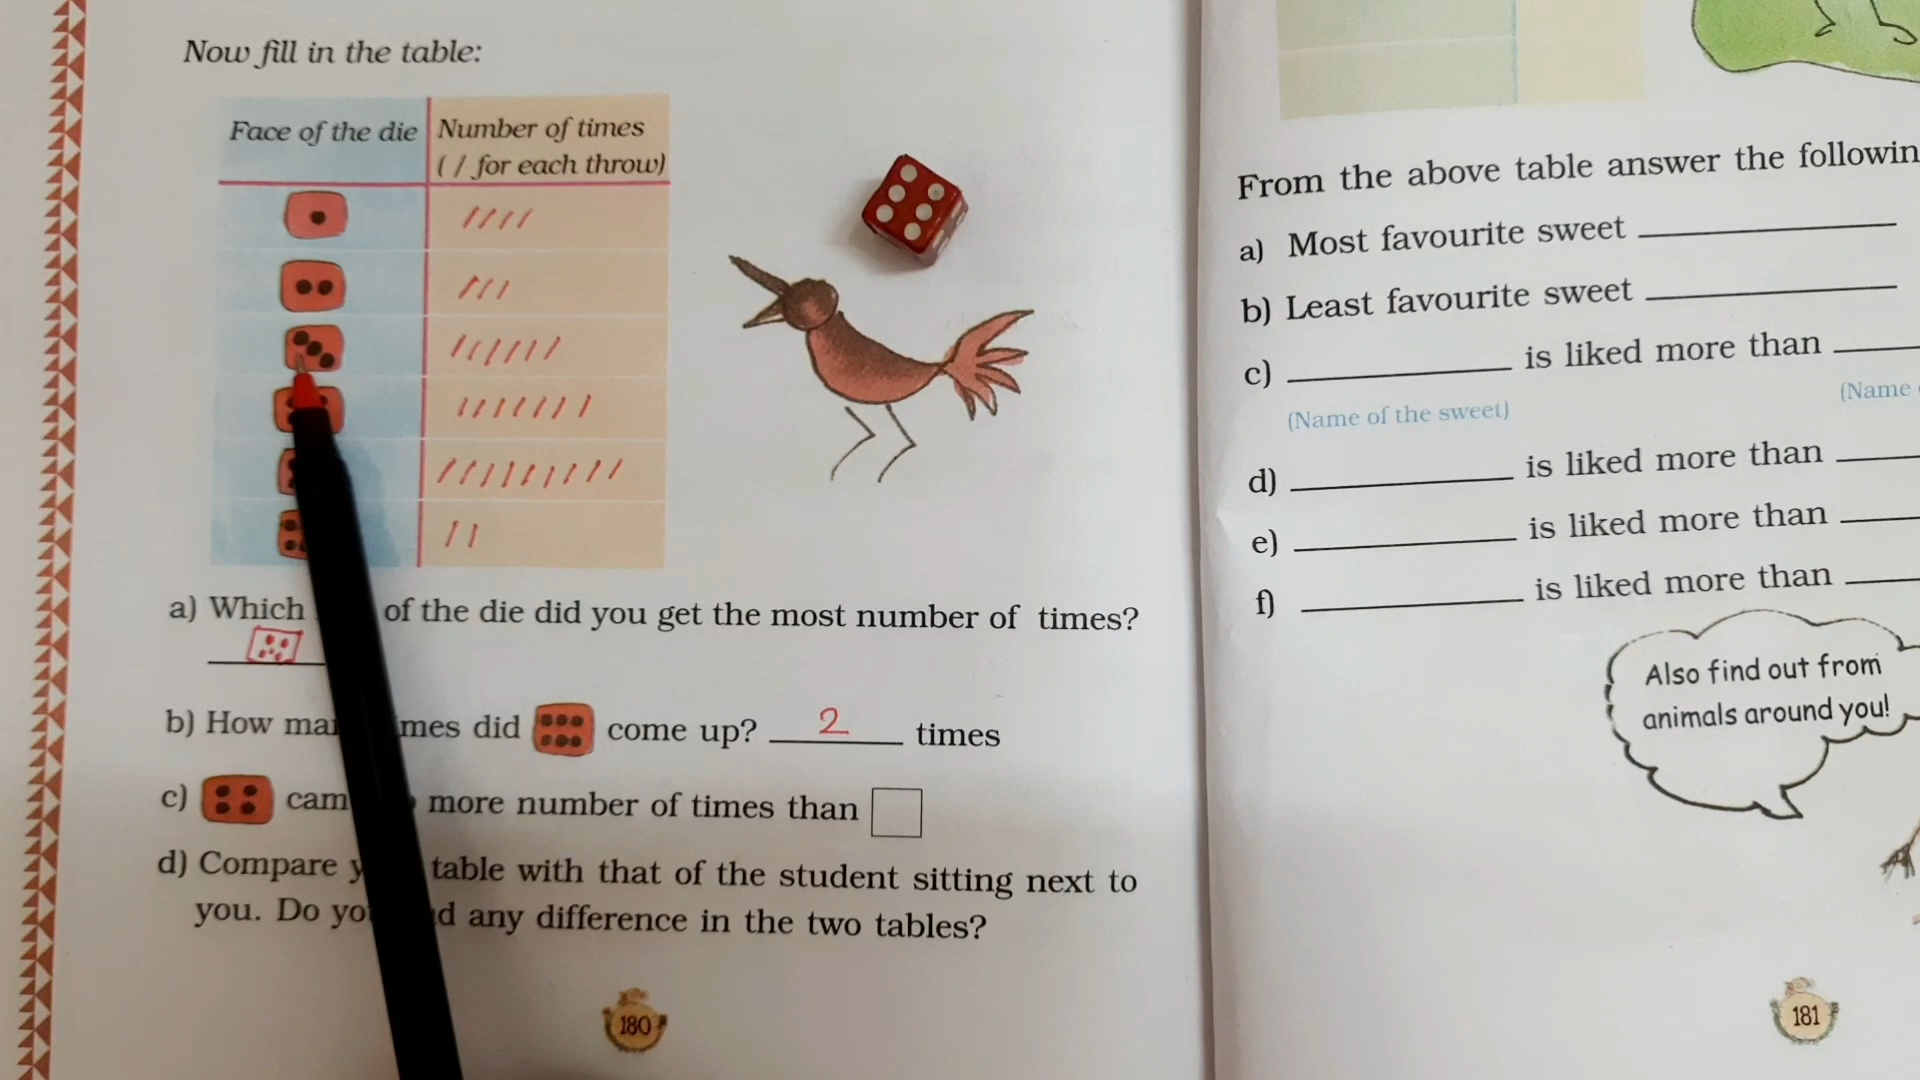 Now fill in the table:
Face of the die
Number of times
( / for each throw)
a) Which of the die did you get the most number of times?
b) How times did come up? 2 times
c) more number of times than
d) Compare table with that of the student sitting next to
you. Do any difference in the two tables?
180
From the above table answer the
a) Most favourite sweet
b) Least favourite sweet
c) is liked more than
(Name of the sweet)
(Name
d) is liked more than
e) is liked more than
f) is liked more than
Also find out from
animals around you!
181